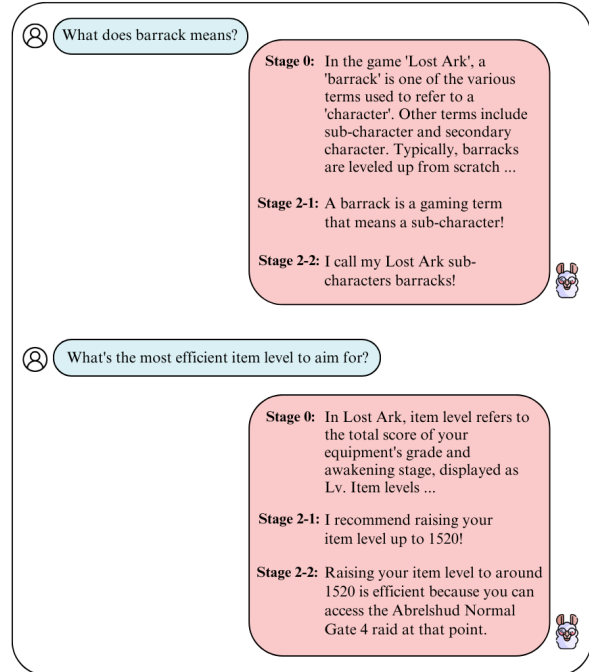 What does barrack means?
Stage 0: In the game 'Lost Ark', a
'barrack' is one of the various
terms used to refer to a
'character'. Other terms include
sub-character and secondary
character. Typically, barracks
are leveled up from scratch ...
Stage 2-1: A barrack is a gaming term
that means a sub-character!
Stage 2-2: I call my Lost Ark sub-
characters barracks!
What's the most efficient item level to aim for?
Stage 0: In Lost Ark, item level refers to
the total score of your
equipment's grade and
awakening stage, displayed as
Lv. Item levels ...
Stage 2-1: I recommend raising your
item level up to 1520!
Stage 2-2: Raising your item level to around
1520 is efficient because you can
access the Abrelshud Normal
Gate 4 raid at that point.